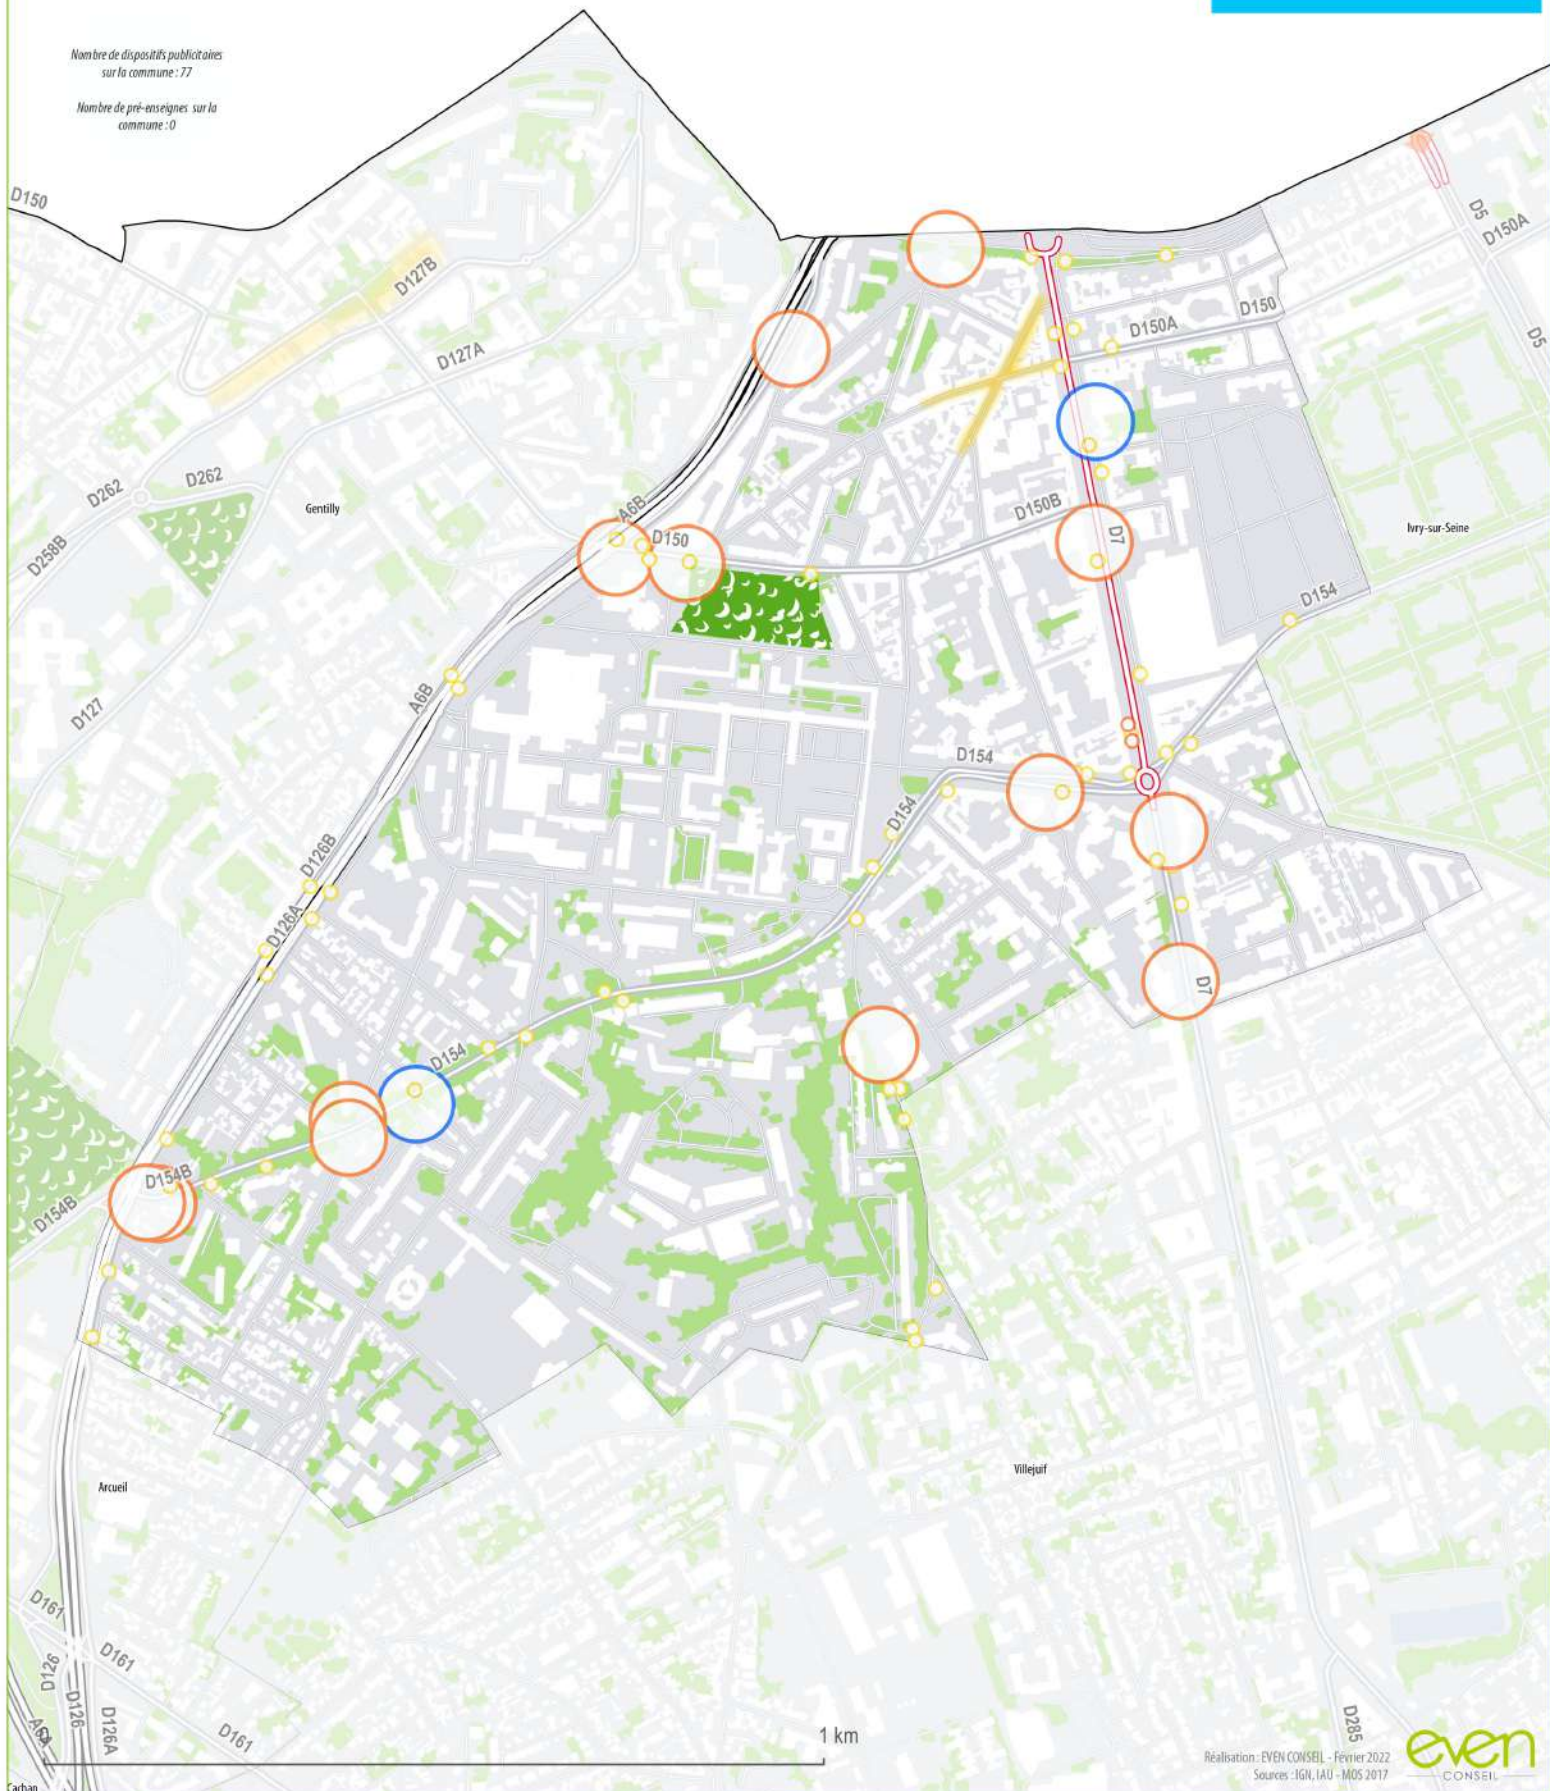 Nombre de dispositifs publicitaires
sur la commune : 77
Nombre de pré-enseignes sur la
commune : 0
D150
D5
D150A
D127B
D150
D150A
D5
D127A
D262
D262
A6B
Gentilly
D150B
D150
D7
Ivry-sur-Seine
D258B
D154
A6B
D127
D154
D154
D126B
D126A
D7
D154
D154B
D154B
Arcueil
Villejuif
D161
D161
D126
D126
D126A
A6A
D161
D285
1 km
Réalisation : EVEN CONSEIL - Février 2022
Sources : IGN, IAU - MOS 2017
even
CONSEIL
Cachan